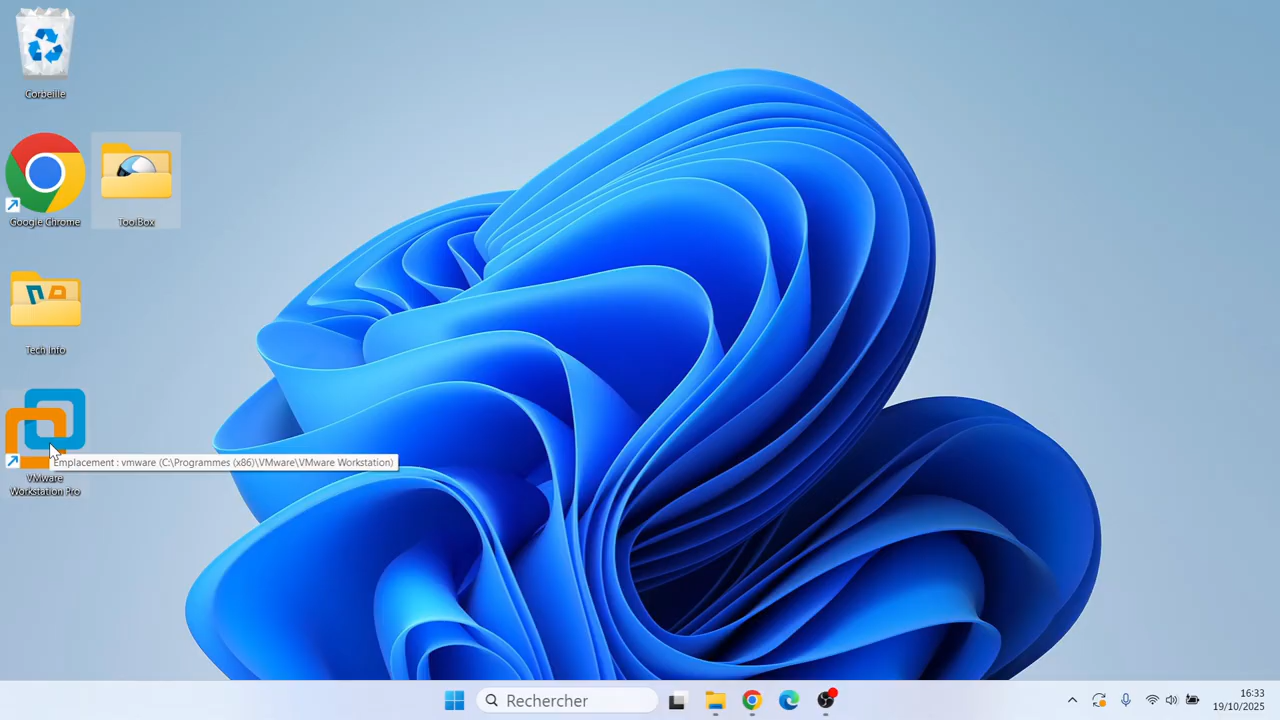 Corbeille
Google Chrome
ToolBox
Tech Info
Emplacement : vmware (C:\Programmes (x86)\VMware\VMware Workstation)
VMware
Workstation Pro
Rechercher
16:33
19/10/2025